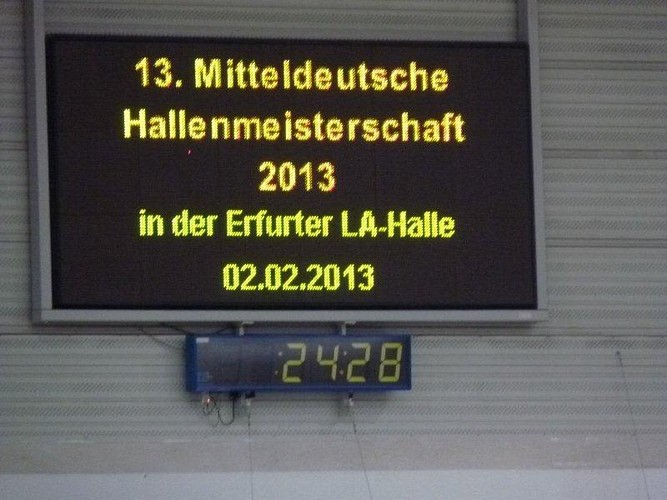 13. Mitteldeutsche
Hallenmeisterschaft
2013
in der Erfurter LA-Halle
02.02.2013
:24:28